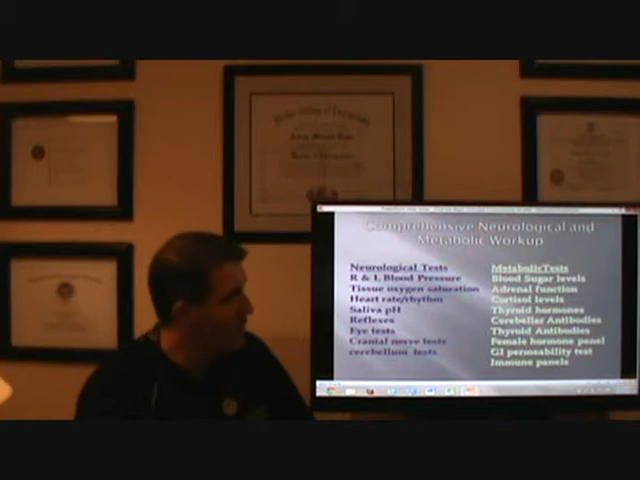 Comprehensive Neurological and
Metabolic Workup
Neurological Tests
R & L Blood Pressure
Tissue oxygen saturation
Heart rate/rhythm
Saliva pH
Reflexes
Eye tests
Cranial nerve tests
cerebellum tests
MetabolicTests
Blood Sugar levels
Adrenal function
Cortisol levels
Thyroid hormones
Cerebellar Antibodies
Thyroid Antibodies
Female hormone panel
GI permeability test
Immune panels